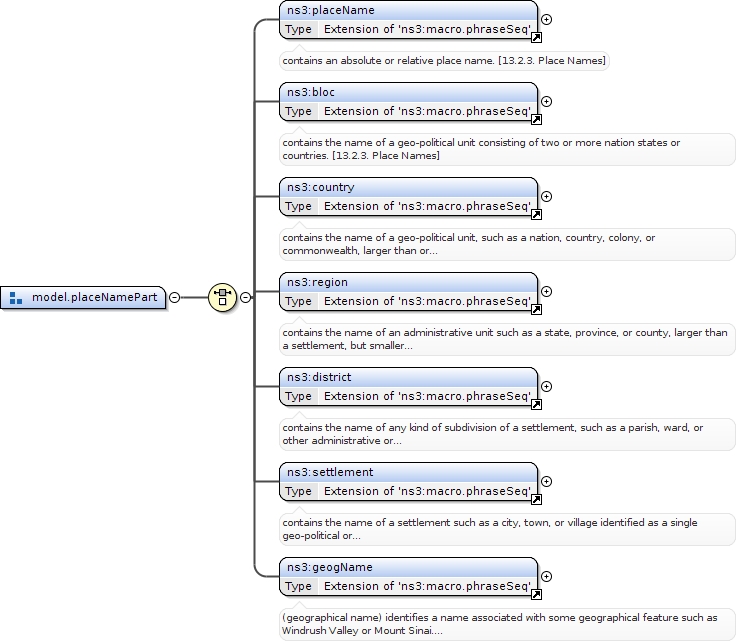 ns3:placeName
Type Extension of 'ns3:macro.phraseSeq'
contains an absolute or relative place name. [13.2.3. Place Names]
ns3:bloc
Type Extension of 'ns3:macro.phraseSeq'
contains the name of a geo-political unit consisting of two or more nation states or
countries. [13.2.3. Place Names]
ns3:country
Type Extension of 'ns3:macro.phraseSeq'
contains the name of a geo-political unit, such as a nation, country, colony, or
commonwealth, larger than or...
ns3:region
Type Extension of 'ns3:macro.phraseSeq'
contains the name of an administrative unit such as a state, province, or county, larger than
a settlement, but smaller...
model.placeNamePart
ns3:district
Type Extension of 'ns3:macro.phraseSeq'
contains the name of any kind of subdivision of a settlement, such as a parish, ward, or
other administrative or...
ns3:settlement
Type Extension of 'ns3:macro.phraseSeq'
contains the name of a settlement such as a city, town, or village identified as a single
geo-political or...
ns3:geogName
Type Extension of 'ns3:macro.phraseSeq'
(geographical name) identifies a name associated with some geographical feature such as
Windrush Valley or Mount Sinai....